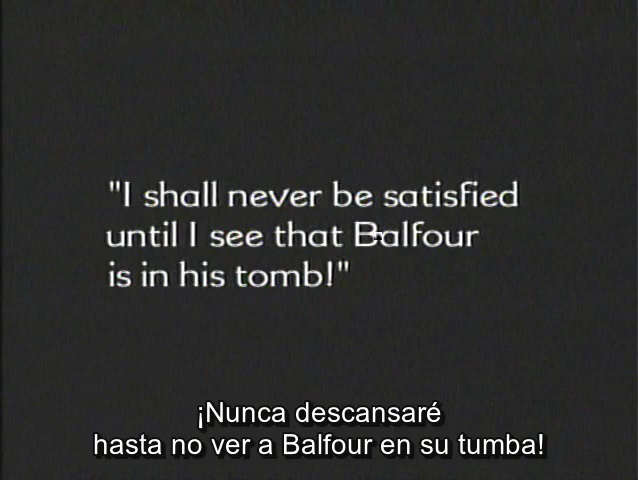 "I shall never be satisfied
until I see that Balfour
is in his tomb!"
¡Nunca descansaré
hasta no ver a Balfour en su tumba!